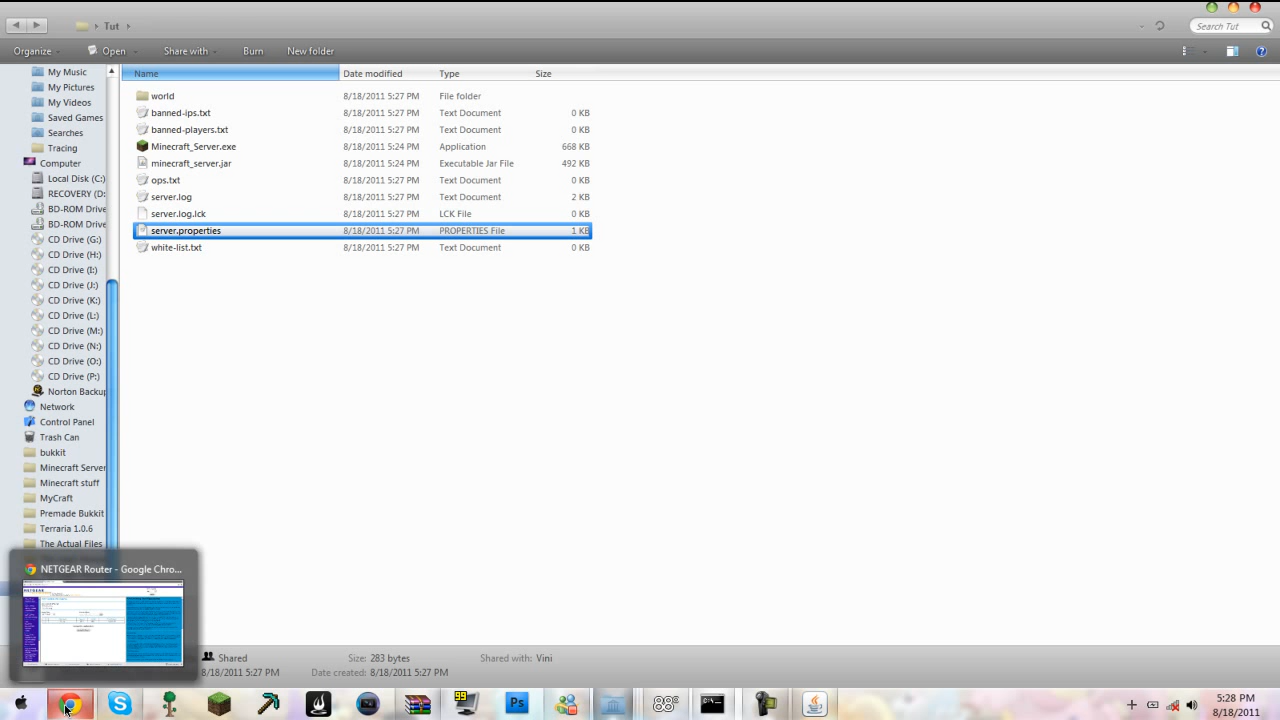 Tut
Search Tut
Organize Open Share with Burn New folder
Name Date modified Type Size
My Music
My Pictures
My Videos
Saved Games
Searches
Tracing
Computer
Local Disk (C:)
RECOVERY (D:
BD-ROM Drive
BD-ROM Drive
CD Drive (G:)
CD Drive (H:)
CD Drive (I:)
CD Drive (J:)
CD Drive (K:)
CD Drive (L:)
CD Drive (M:)
CD Drive (N:)
CD Drive (O:)
CD Drive (P:)
Norton Backup
Network
Control Panel
Trash Can
bukkit
Minecraft Server
Minecraft stuff
MyCraft
Premade Bukkit
Terraria 1.0.6
The Actual Files
world 8/18/2011 5:27 PM File folder
banned-ips.txt 8/18/2011 5:27 PM Text Document 0 KB
banned-players.txt 8/18/2011 5:27 PM Text Document 0 KB
Minecraft_Server.exe 8/18/2011 5:24 PM Application 668 KB
minecraft_server.jar 8/18/2011 5:24 PM Executable Jar File 492 KB
ops.txt 8/18/2011 5:27 PM Text Document 0 KB
server.log 8/18/2011 5:27 PM Text Document 2 KB
server.log.lck 8/18/2011 5:27 PM LCK File 0 KB
server.properties 8/18/2011 5:27 PM PROPERTIES File 1 KB
white-list.txt 8/18/2011 5:27 PM Text Document 0 KB
NETGEAR Router - Google Chro...
NETGEAR
Shared Size: 283 bytes Shared with: Vini
8/18/2011 5:27 PM Date created: 8/18/2011 5:27 PM
99 Ps 88°
5:28 PM
8/18/2011